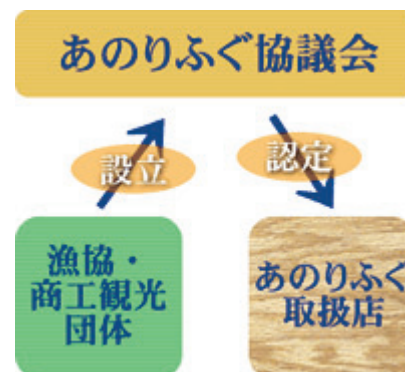 あのりふぐ協議会
設立
認定
漁協・
商工観光
団体
あのりふぐ
取扱店